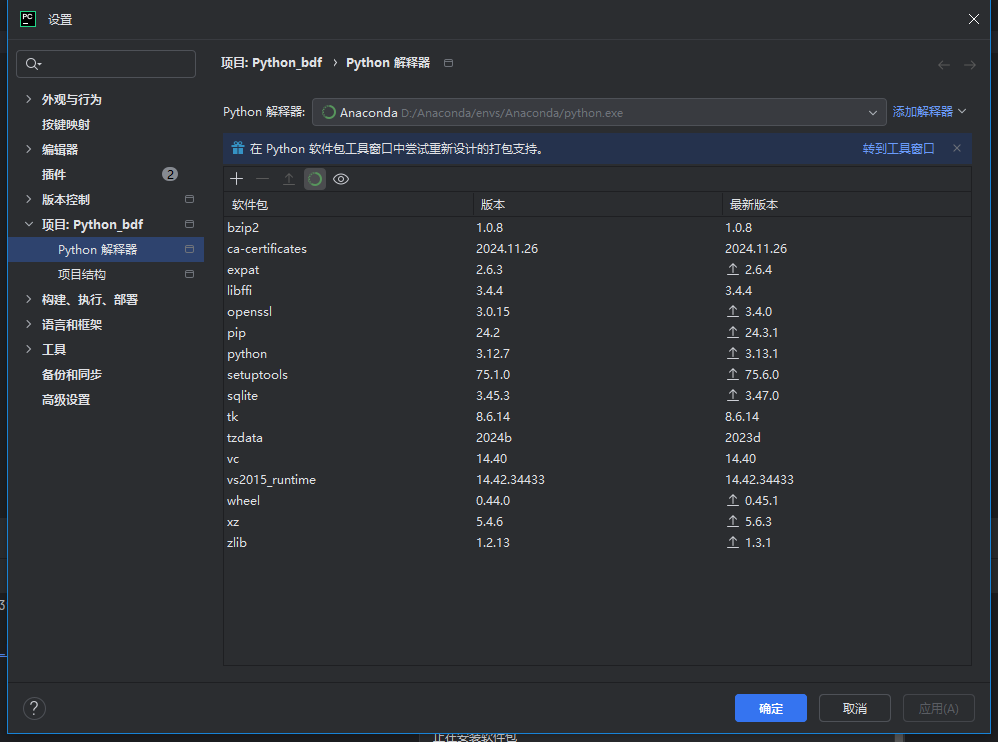 PC
设置
项目: Python_bdf › Python 解释器
外观与行为
按键映射
编辑器
插件 2
版本控制
项目: Python_bdf
Python 解释器
项目结构
构建、执行、部署
语言和框架
工具
备份和同步
高级设置
Python 解释器: Anaconda D:/Anaconda/envs/Anaconda/python.exe 添加解释器
在 Python 软件包工具窗口中尝试重新设计的打包支持。 转到工具窗口
软件包 版本 最新版本
bzip2 1.0.8 1.0.8
ca-certificates 2024.11.26 2024.11.26
expat 2.6.3 2.6.4
libffi 3.4.4 3.4.4
openssl 3.0.15 3.4.0
pip 24.2 24.3.1
python 3.12.7 3.13.1
setuptools 75.1.0 75.6.0
sqlite 3.45.3 3.47.0
tk 8.6.14 8.6.14
tzdata 2024b 2023d
vc 14.40 14.40
vs2015_runtime 14.42.34433 14.42.34433
wheel 0.44.0 0.45.1
xz 5.4.6 5.6.3
zlib 1.2.13 1.3.1
3
?
确定 取消 应用(A)
正在安装软件包